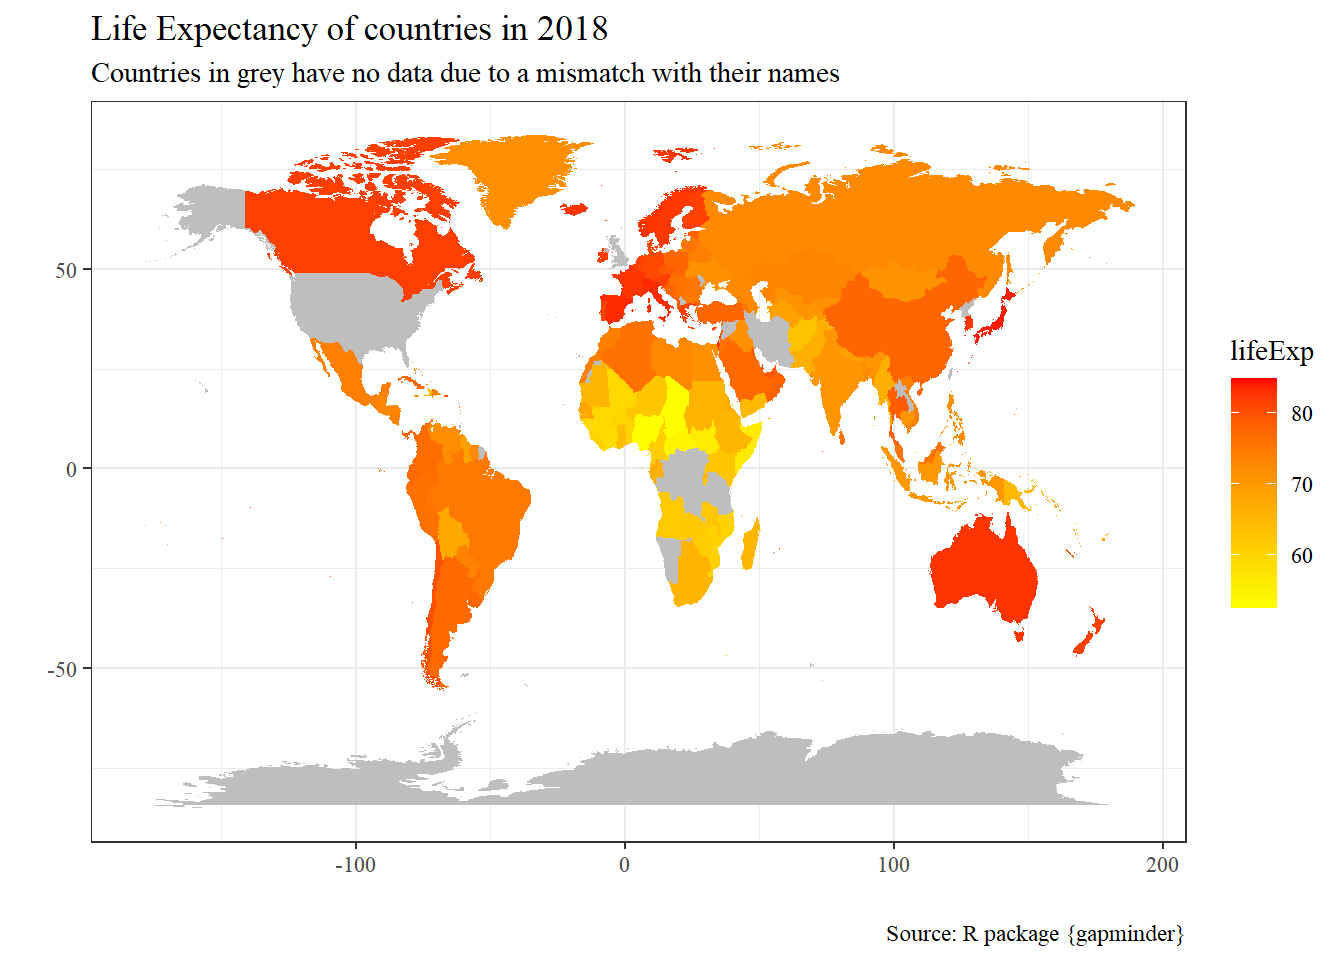 Life Expectancy of countries in 2018
Countries in grey have no data due to a mismatch with their names
50
0
-50
-100
0
100
200
lifeExp
80
70
60
Source: R package {gapminder}